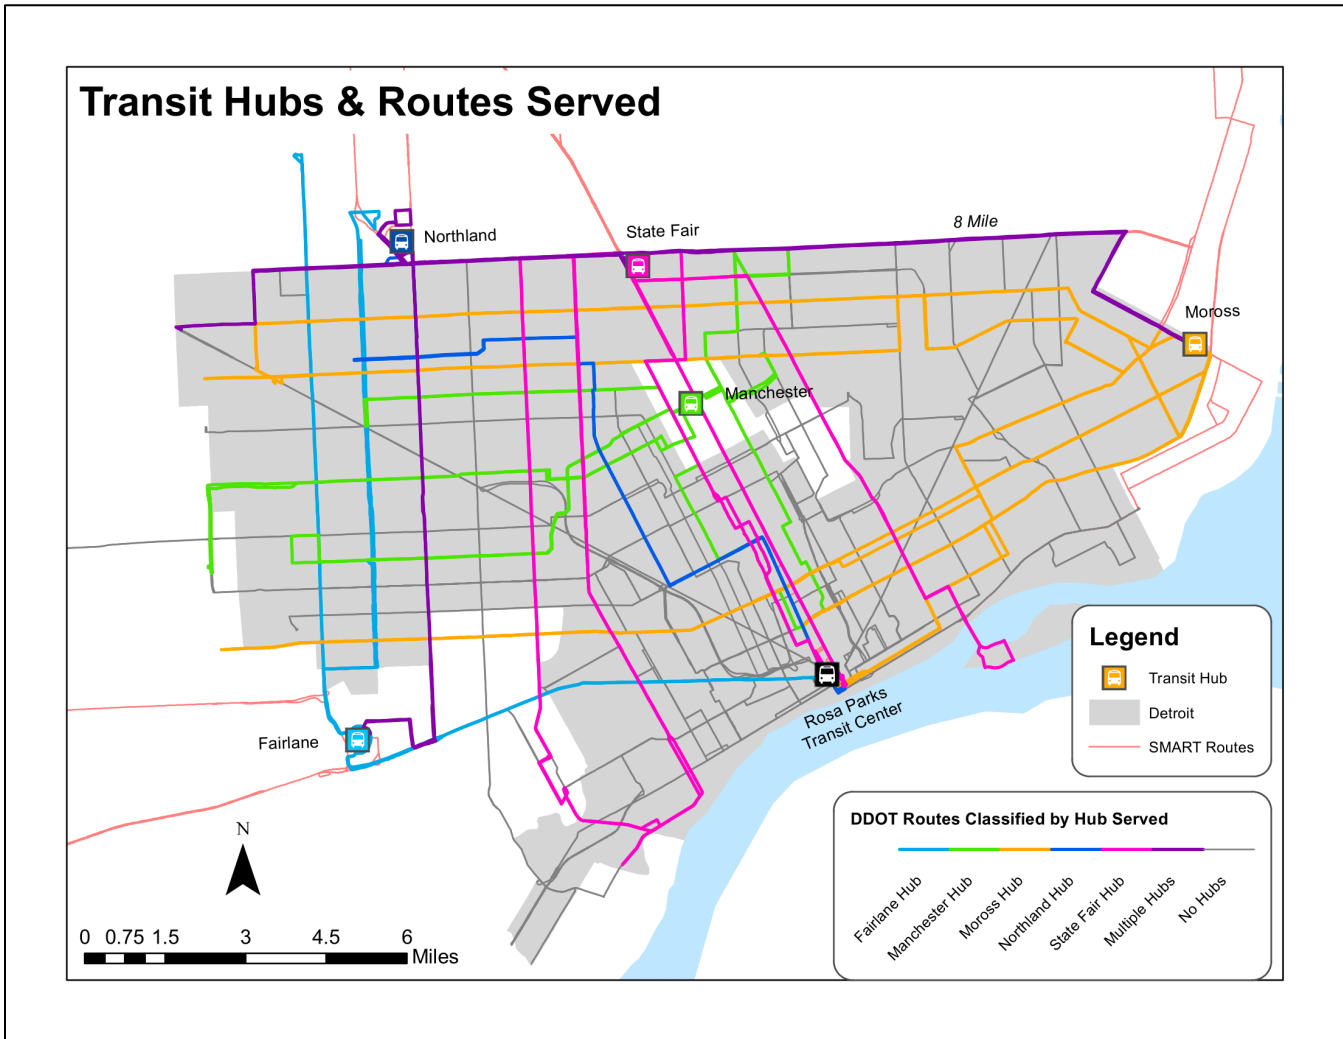 Transit Hubs & Routes Served
8 Mile
State Fair
Northland
Moross
Manchester
Rosa Parks
Transit Center
Fairlane
Legend
Transit Hub
Detroit
SMART Routes
DDOT Routes Classified by Hub Served
Fairlane Hub
Manchester Hub
Moross Hub
Northland Hub
State Fair Hub
Multiple Hubs
No Hubs
N
0 0.75 1.5 3 4.5 6
Miles